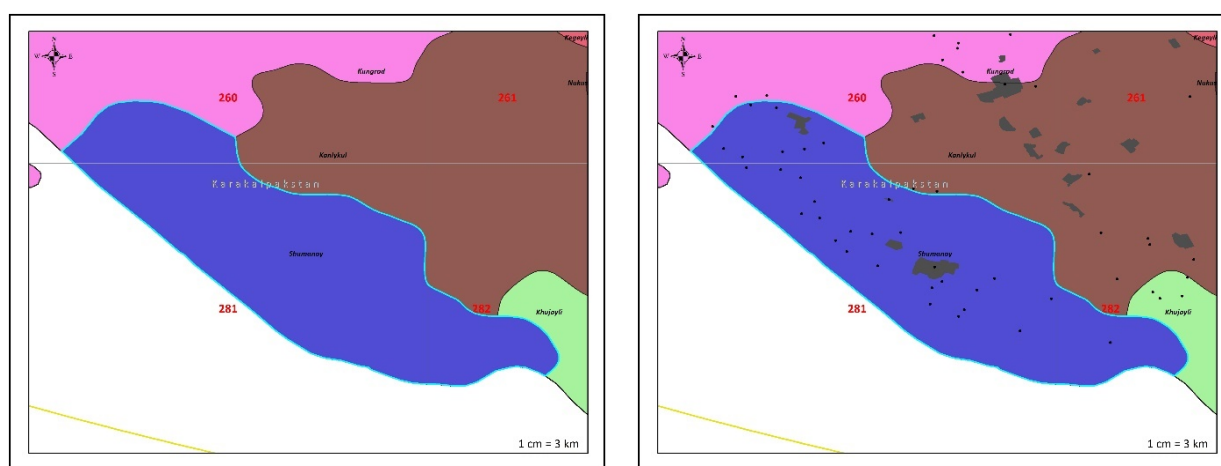 N
W E
S
Kungrad
Kegeyli
Nukus
260
261
Kanlykul
Karakalpakstan
Shumanay
281
282
Khujayli
1 cm = 3 km
N
W E
S
Kungrad
Kegeyli
Nukus
260
261
Kanlykul
Karakalpakstan
Shumanay
281
282
Khujayli
1 cm = 3 km